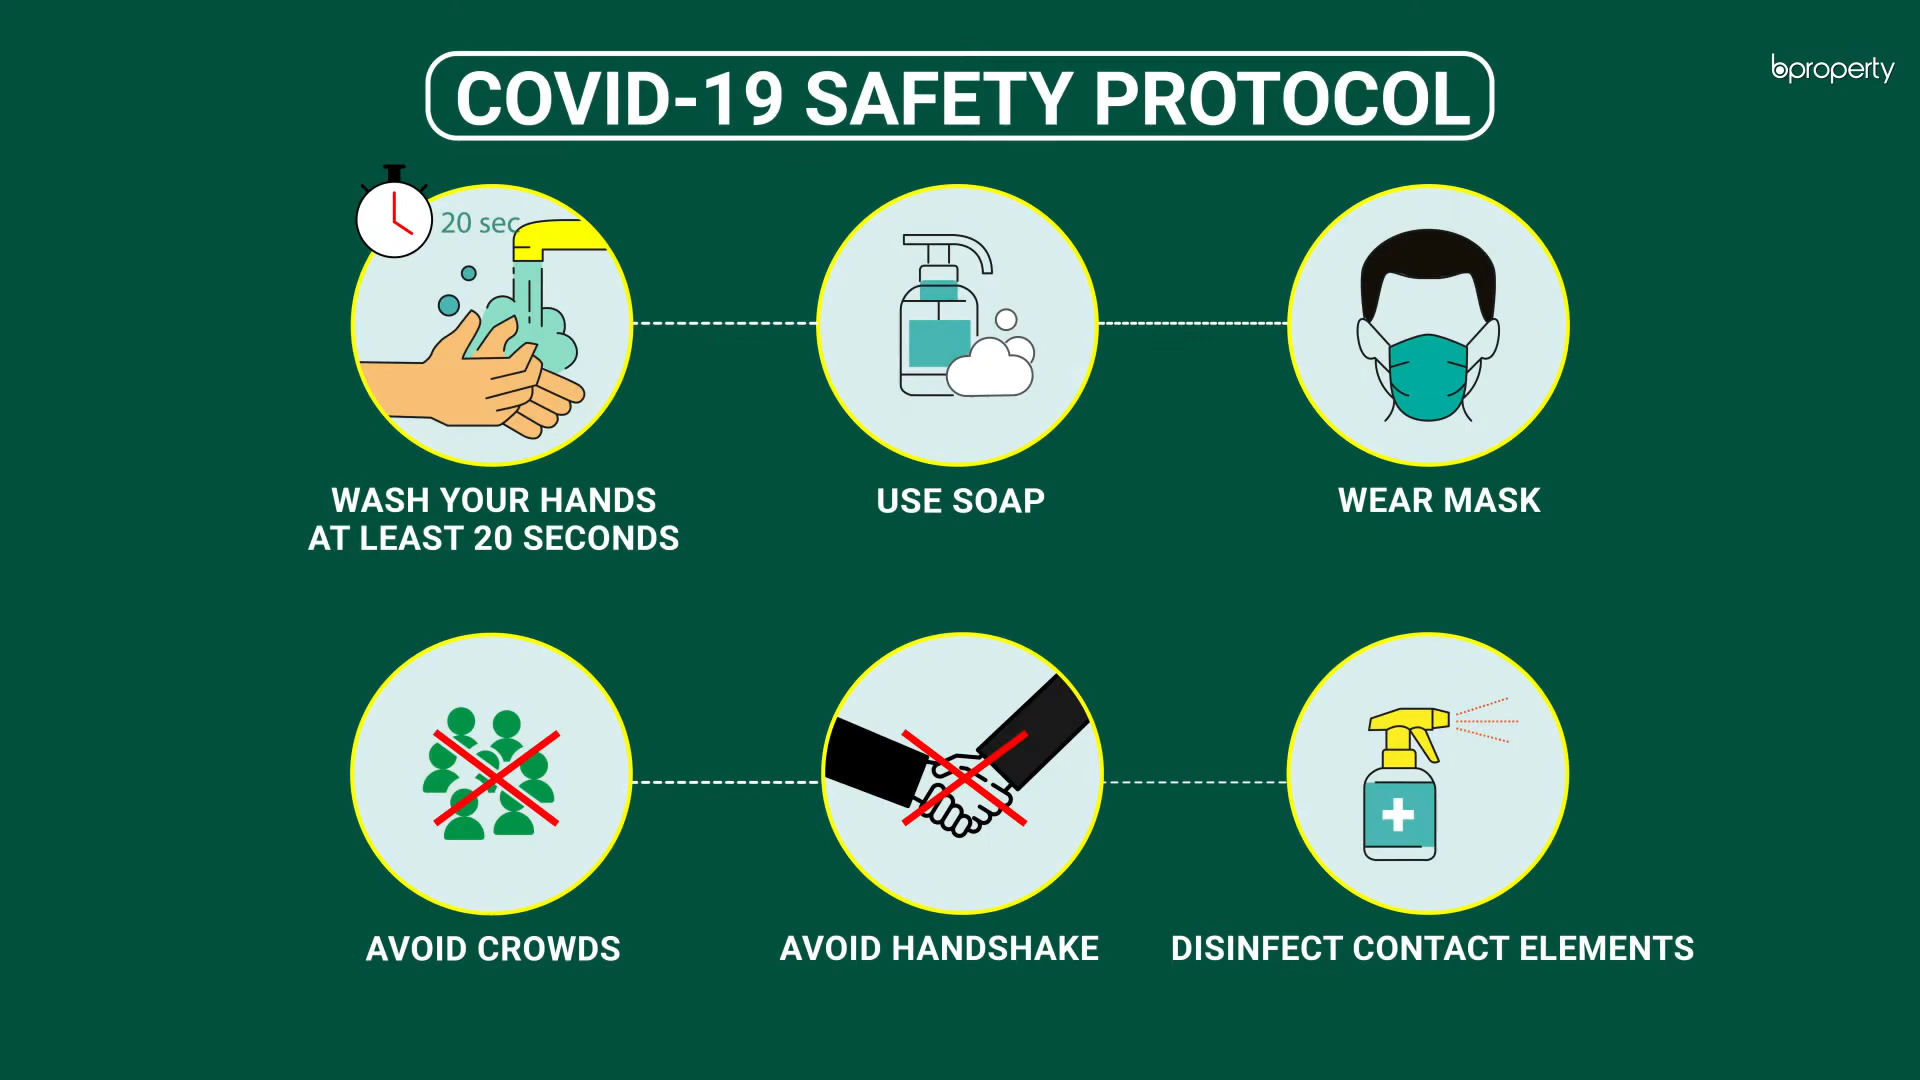 COVID-19 SAFETY PROTOCOL
bproperty
20 sec
WASH YOUR HANDS
AT LEAST 20 SECONDS
USE SOAP
WEAR MASK
AVOID CROWDS
AVOID HANDSHAKE
DISINFECT CONTACT ELEMENTS